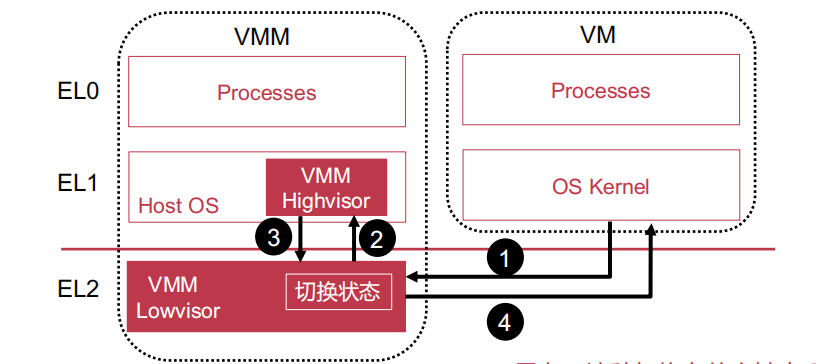 VMM
VM
EL0
Processes
Processes
EL1
VMM
Highvisor
Host OS
OS Kernel
3
2
1
EL2
VMM
Lowvisor
切换状态
4